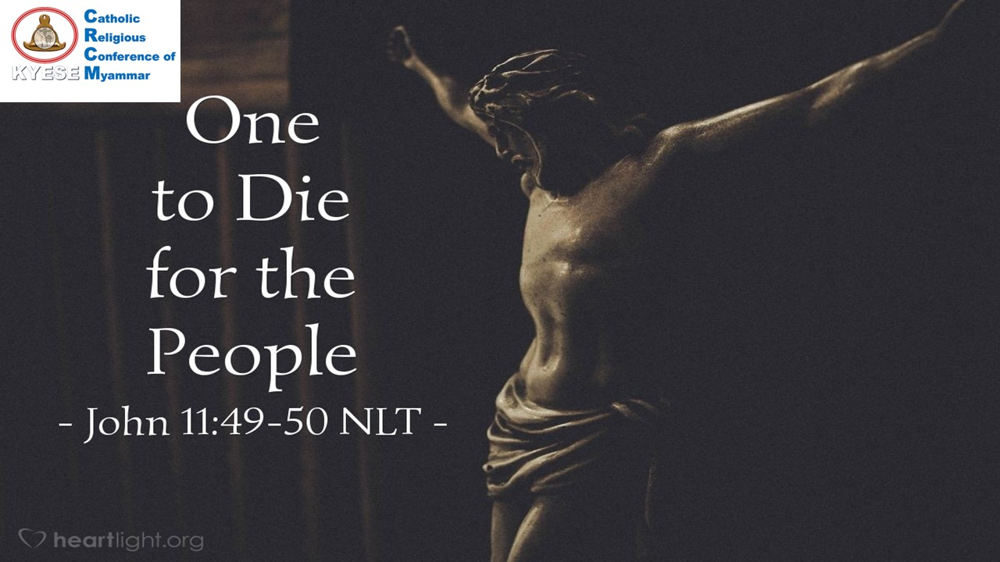 Catholic
Religious
Conference of
KYESE Myammar
One
to Die
for the
People
- John 11:49-50 NLT -
heartlight.org